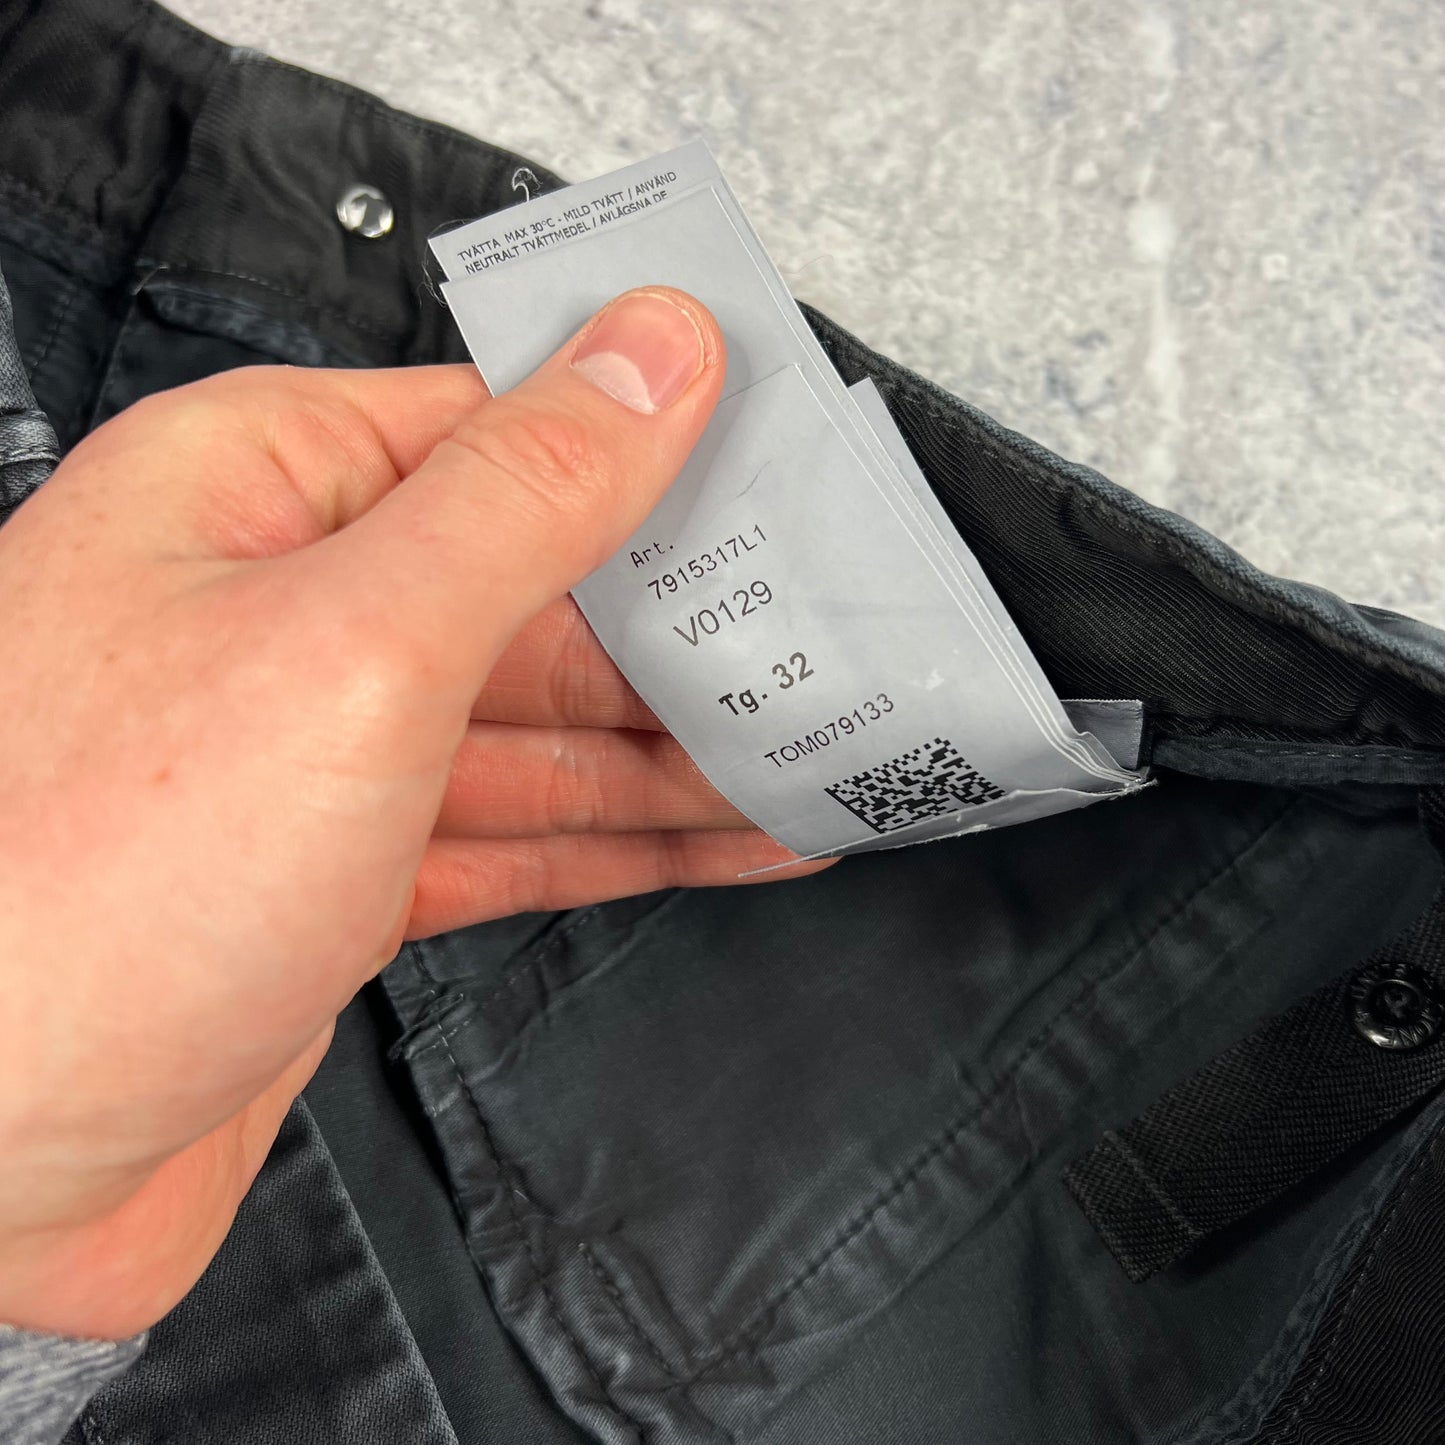 TVÄTTA MAX 30°C - MILD TVÄTT / ANVÄND
NEUTRALT TVÄTTMEDEL / AVLÄGSNA DE
Art.
7915317L1
V0129
Tg. 32
TOM079133